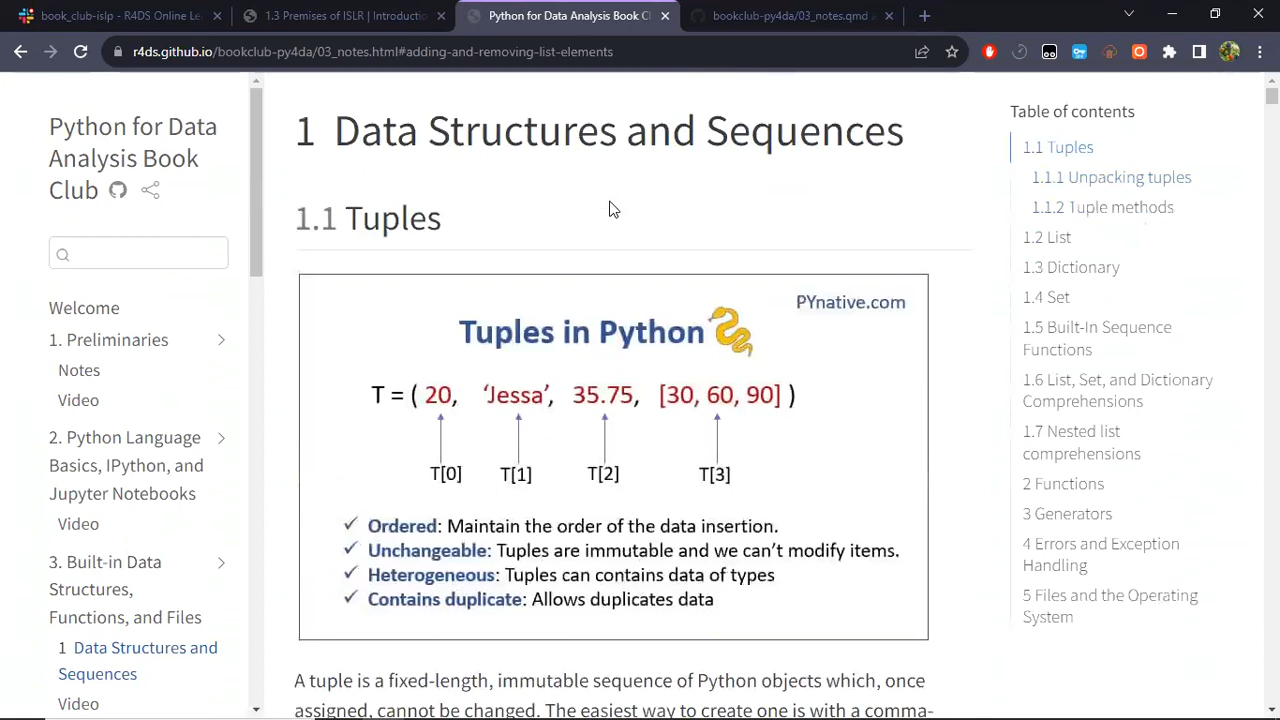 book_club-islp - R4DS Online Le
1.3 Premises of ISLR | Introductio
Python for Data Analysis Book Cl
bookclub-py4da/03_notes.qmd a
r4ds.github.io/bookclub-py4da/03_notes.html#adding-and-removing-list-elements
Python for Data
Analysis Book
Club
Welcome
1. Preliminaries
Notes
Video
2. Python Language
Basics, IPython, and
Jupyter Notebooks
Video
3. Built-in Data
Structures,
Functions, and Files
1 Data Structures and
Sequences
Video
1 Data Structures and Sequences
1.1 Tuples
PYnative.com
Tuples in Python
T = ( 20, ‘Jessa’, 35.75, [30, 60, 90] )
T[0] T[1] T[2] T[3]
✓ Ordered: Maintain the order of the data insertion.
✓ Unchangeable: Tuples are immutable and we can’t modify items.
✓ Heterogeneous: Tuples can contains data of types
✓ Contains duplicate: Allows duplicates data
A tuple is a fixed-length, immutable sequence of Python objects which, once
assigned, cannot be changed. The easiest way to create one is with a comma-
Table of contents
1.1 Tuples
1.1.1 Unpacking tuples
1.1.2 Tuple methods
1.2 List
1.3 Dictionary
1.4 Set
1.5 Built-In Sequence
Functions
1.6 List, Set, and Dictionary
Comprehensions
1.7 Nested list
comprehensions
2 Functions
3 Generators
4 Errors and Exception
Handling
5 Files and the Operating
System